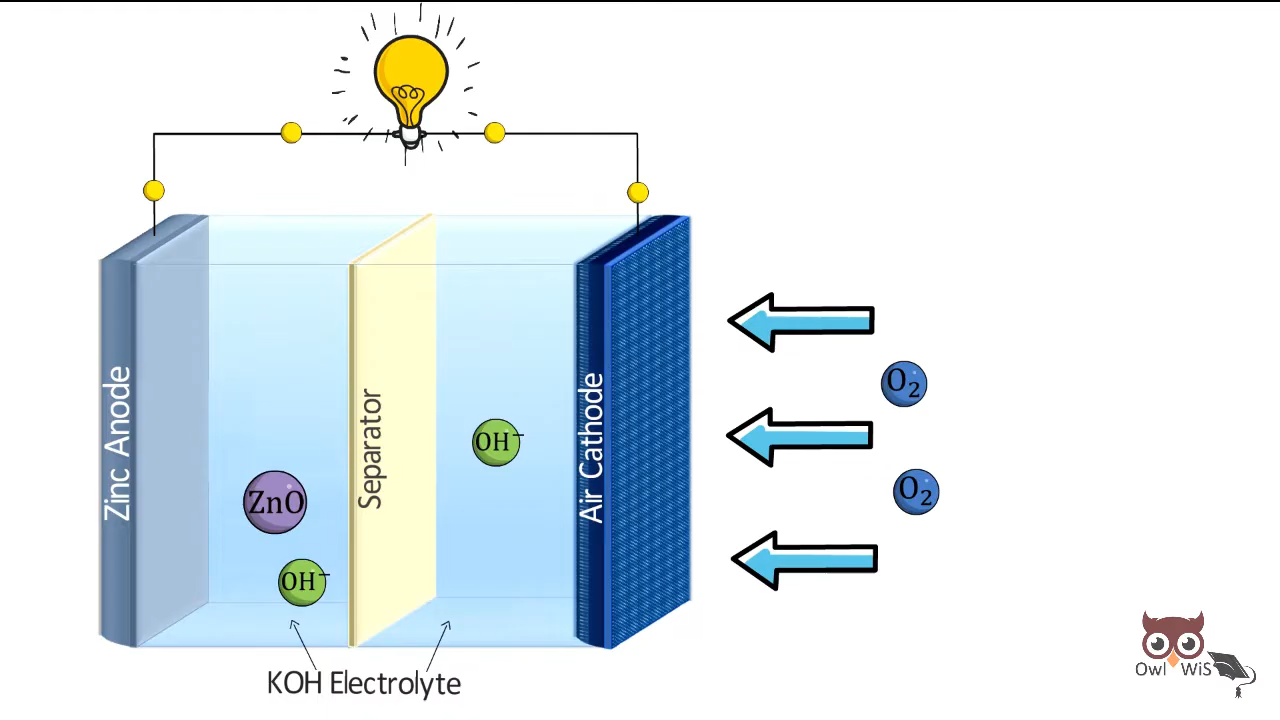 Zinc Anode
Separator
Air Cathode
O₂
OH⁻
O₂
ZnO
OH⁻
KOH Electrolyte
Owl WiS